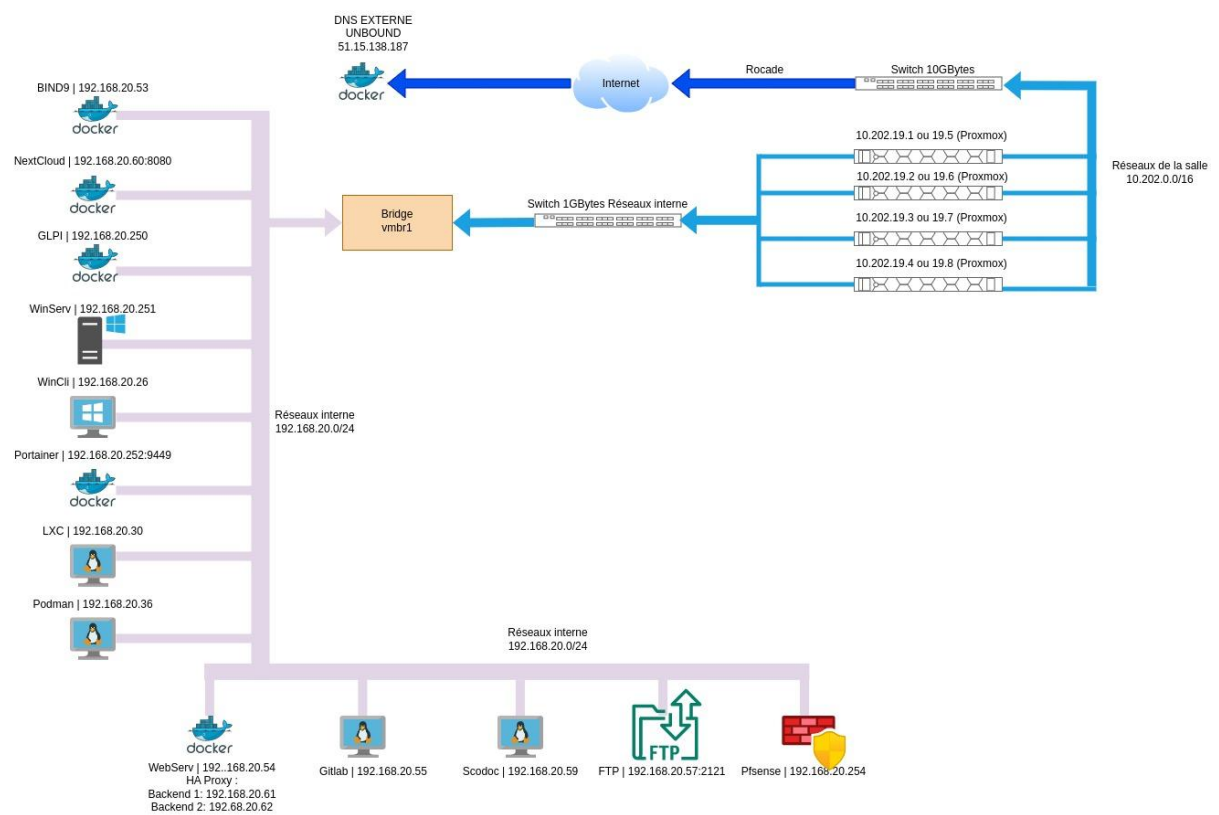 DNS EXTERNE
UNBOUND
51.15.138.187
docker
Internet
Rocade
Switch 10GBytes
BIND9 | 192.168.20.53
docker
NextCloud | 192.168.20.60:8080
docker
GLPI | 192.168.20.250
docker
WinServ | 192.168.20.251
WinCli | 192.168.20.26
Portainer | 192.168.20.252:9449
docker
LXC | 192.168.20.30
Podman | 192.168.20.36
Bridge
vmbr1
Switch 1GBytes Réseaux interne
10.202.19.1 ou 19.5 (Proxmox)
10.202.19.2 ou 19.6 (Proxmox)
10.202.19.3 ou 19.7 (Proxmox)
10.202.19.4 ou 19.8 (Proxmox)
Réseaux de la salle
10.202.0.0/16
Réseaux interne
192.168.20.0/24
Réseaux interne
192.168.20.0/24
docker
WebServ | 192..168.20.54
HA Proxy :
Backend 1: 192.168.20.61
Backend 2: 192.68.20.62
Gitlab | 192.168.20.55
Scodoc | 192.168.20.59
FTP
FTP | 192.168.20.57:2121
Pfsense | 192.168.20.254